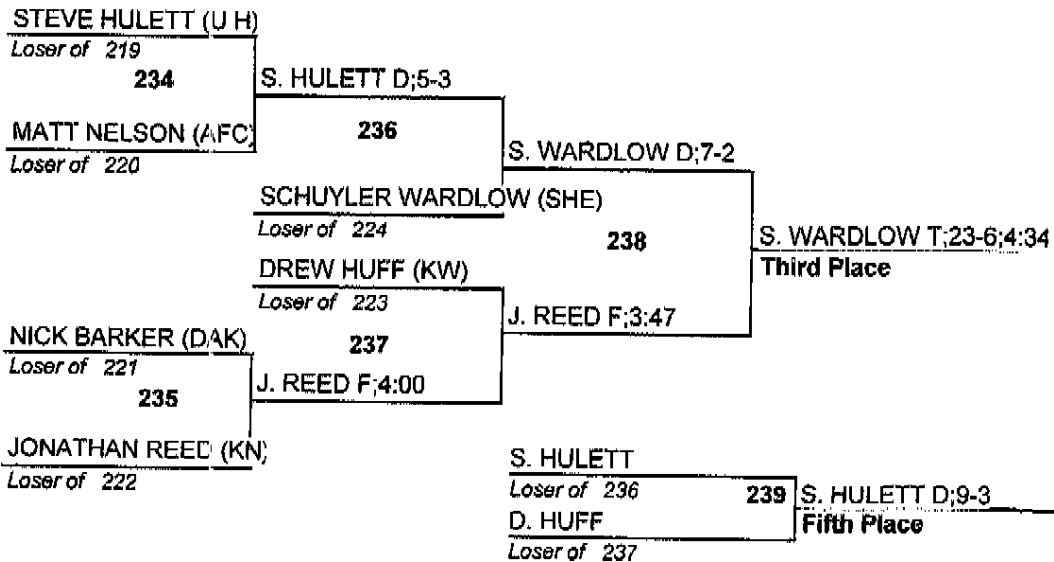 STEVE HULETT (U H)
Loser of 219
234
S. HULETT D;5-3
MATT NELSON (AFC)
Loser of 220
236
S. WARDLOW D;7-2
SCHUYLER WARDLOW (SHE)
Loser of 224
238
S. WARDLOW T;23-6;4:34
Third Place
DREW HUFF (KW)
Loser of 223
J. REED F;3:47
NICK BARKER (DAK)
Loser of 221
237
235
J. REED F;4:00
JONATHAN REED (KN)
Loser of 222
S. HULETT
Loser of 236
239
S. HULETT D;9-3
Fifth Place
D. HUFF
Loser of 237